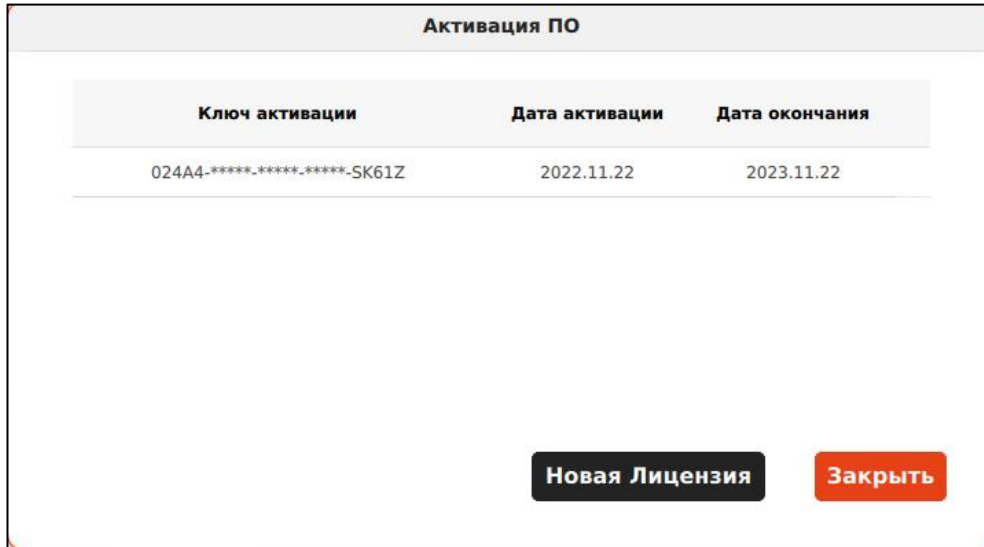 Активация ПО
Ключ активации Дата активации Дата окончания
024A4-*****-*****-*****-SK61Z 2022.11.22 2023.11.22
Новая Лицензия Закрыть